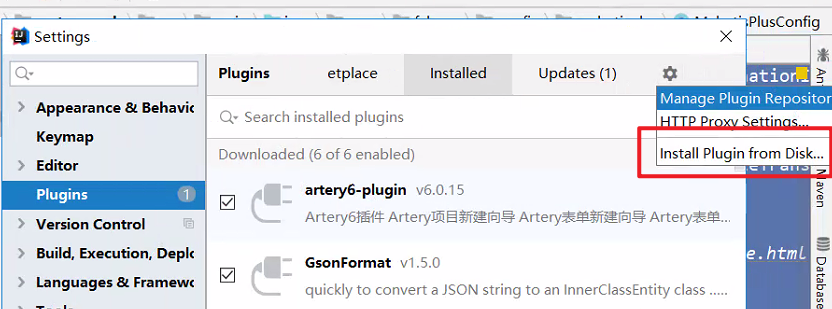 PlusConfig
Settings
Plugins
etplace
Installed
Updates (1)
Manage Plugin Repositor
HTTP Proxy Settings...
Install Plugin from Disk...
Appearance & Behavio
Keymap
Editor
Plugins
1
Version Control
Build, Execution, Deplo
Languages & Framewo
Search installed plugins
Downloaded (6 of 6 enabled)
artery6-plugin v6.0.15
Artery6插件 Artery项目新建向导 Artery表单新建向导 Artery表单...
GsonFormat v1.5.0
quickly to convert a JSON string to an InnerClassEntity class .....
Ant
Maven
Database
e.html